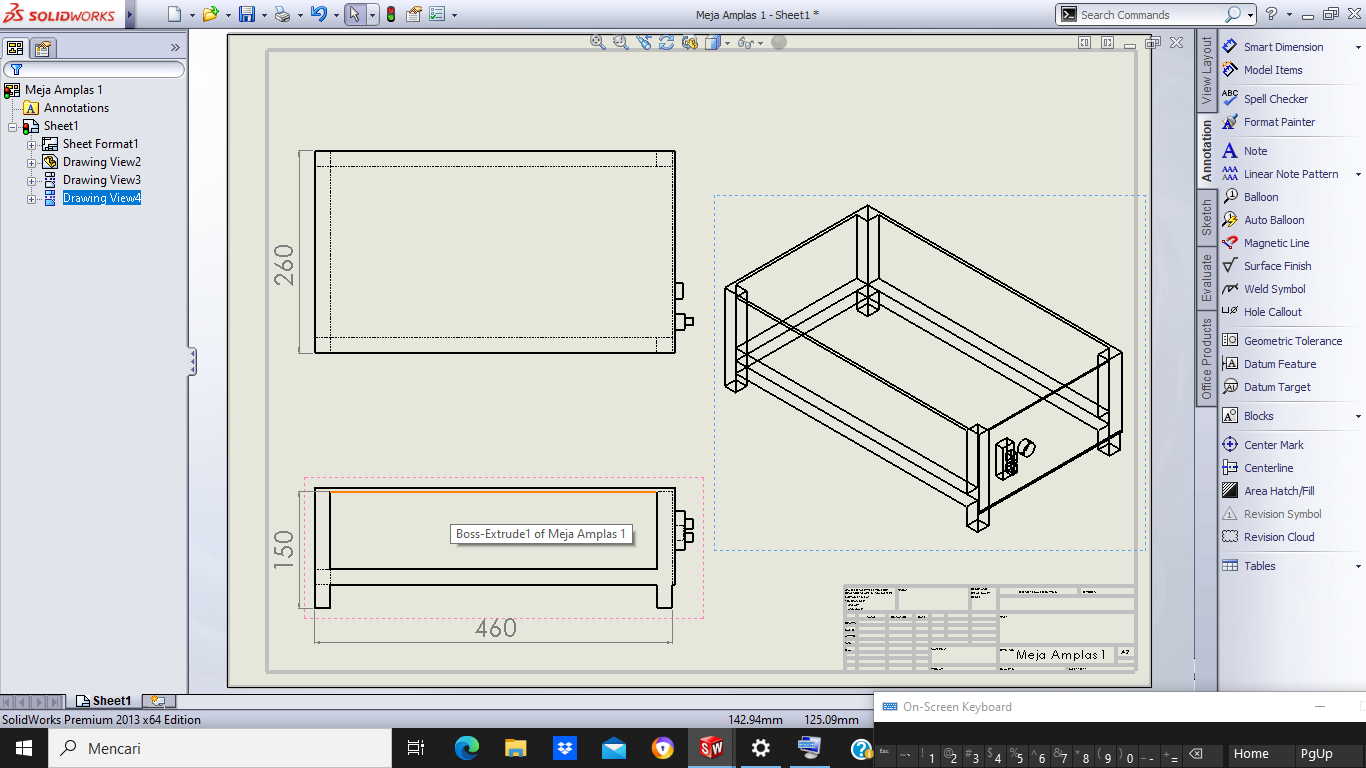 SOLIDWORKS
Meja Amplas 1 - Sheet1 *
Search Commands
Meja Amplas 1
Annotations
Sheet1
Sheet Format1
Drawing View2
Drawing View3
Drawing View4
260
150
460
Boss-Extrude1 of Meja Amplas 1
Meja Amplas 1
View Layout
Annotation
Sketch
Evaluate
Office Products
Smart Dimension
Model Items
Spell Checker
Format Painter
Note
Linear Note Pattern
Balloon
Auto Balloon
Magnetic Line
Surface Finish
Weld Symbol
Hole Callout
Geometric Tolerance
Datum Feature
Datum Target
Blocks
Center Mark
Centerline
Area Hatch/Fill
Revision Symbol
Revision Cloud
Tables
Sheet1
SolidWorks Premium 2013 x64 Edition
142.94mm
125.09mm
On-Screen Keyboard
Mencari
Home
PgUp